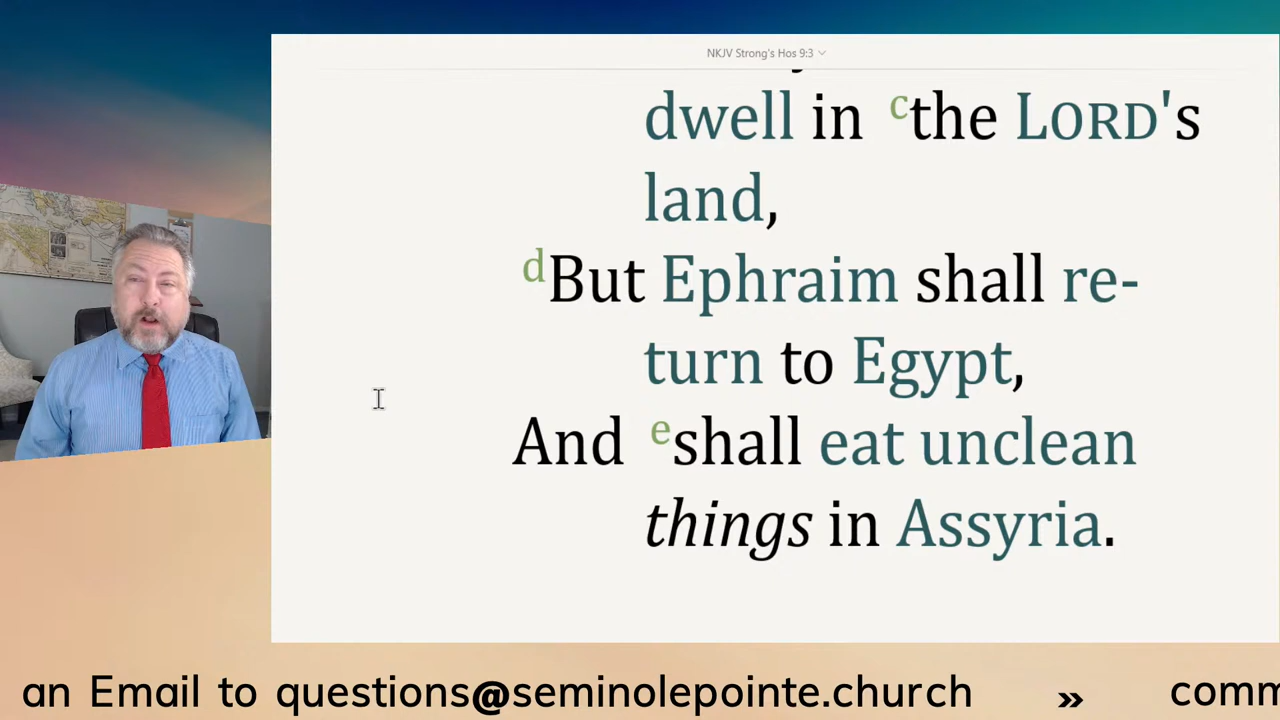 NKJV Strong's Hos 9:3
dwell in cthe LORD's
land,
dBut Ephraim shall re-
turn to Egypt,
And eshall eat unclean
things in Assyria.
an Email to questions@seminolepointe.church » comm